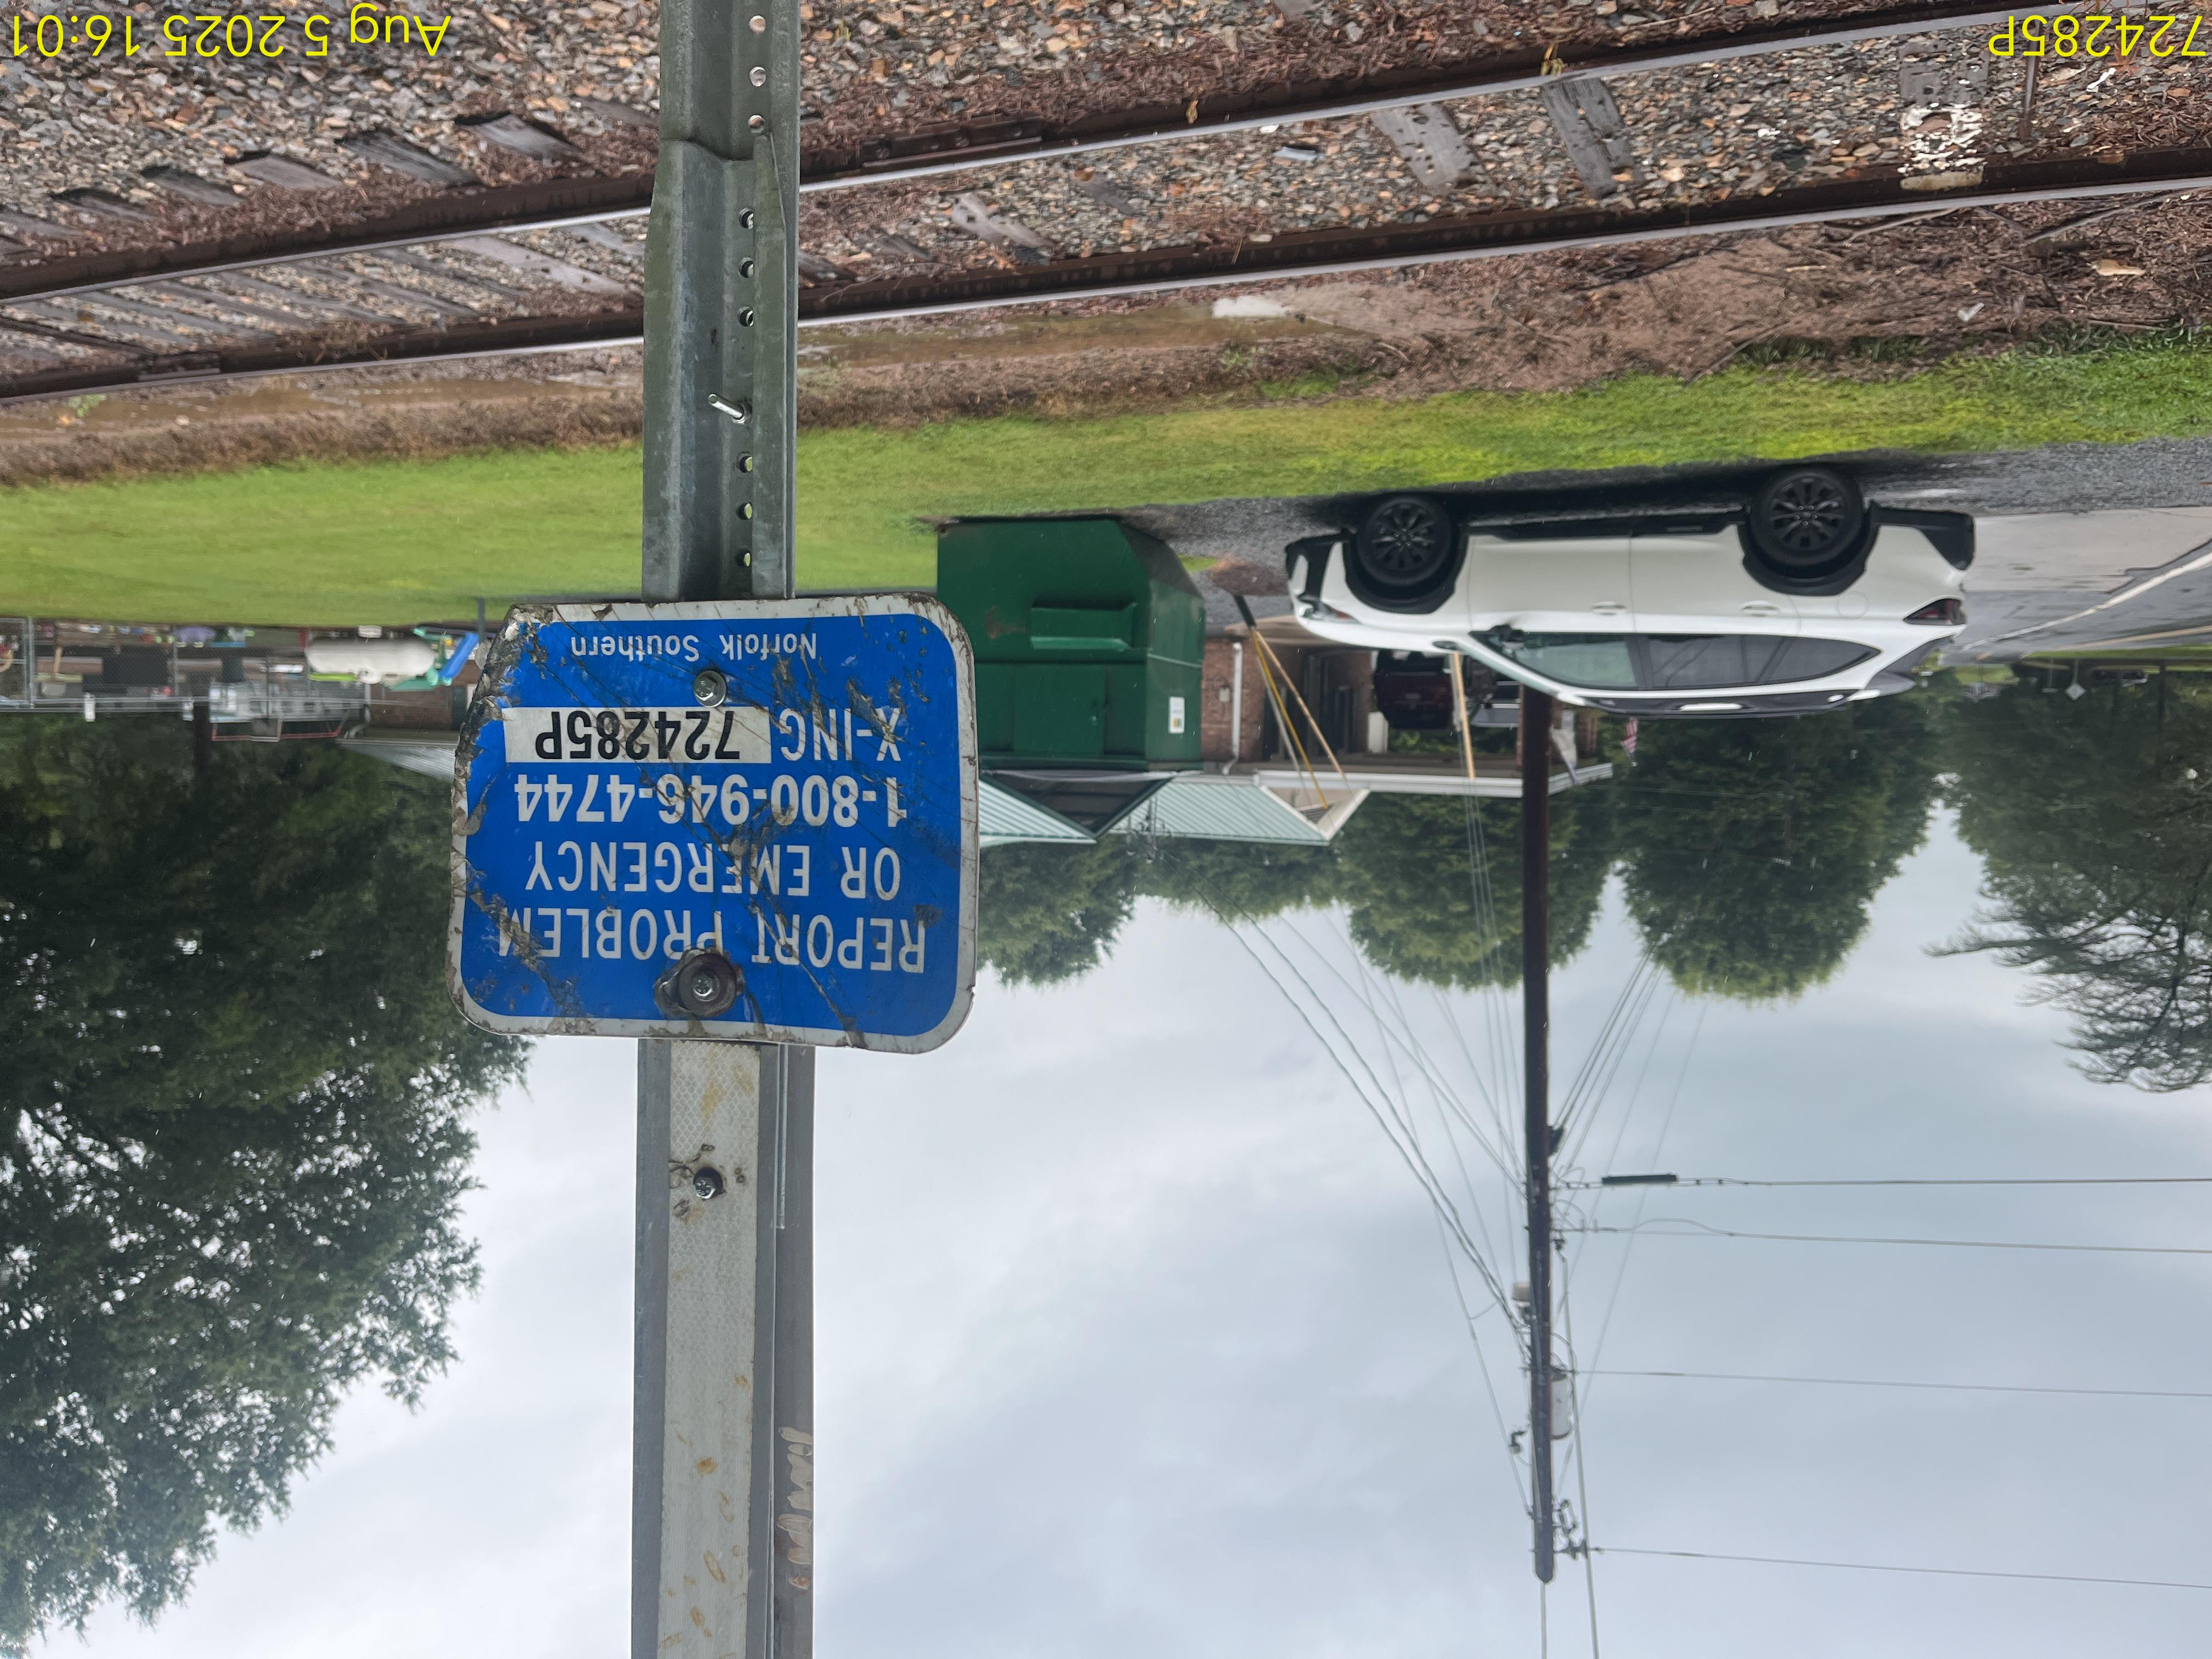 REPORT PROBLEM
OR EMERGENCY
1-800-946-4744
X-ING 724285P
Norfolk Southern
724285P
Aug 5 2025 16:01